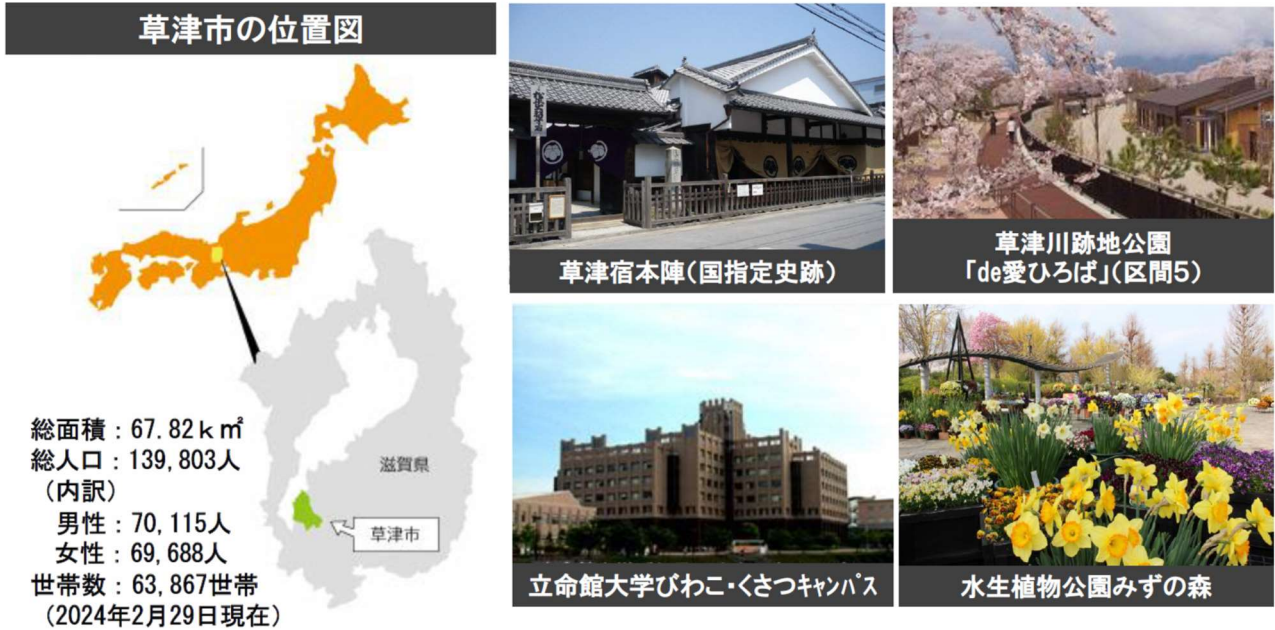 草津市の位置図
総面積：67.82ｋ㎡
総人口：139,803人
（内訳）
男性：70,115人
女性：69,688人
世帯数：63,867世帯
（2024年2月29日現在）
滋賀県
草津市
草津宿本陣（国指定史跡）
草津川跡地公園
「de愛ひろば」（区間５）
立命館大学びわこ・くさつｷｬﾝﾊﾟｽ
水生植物公園みずの森